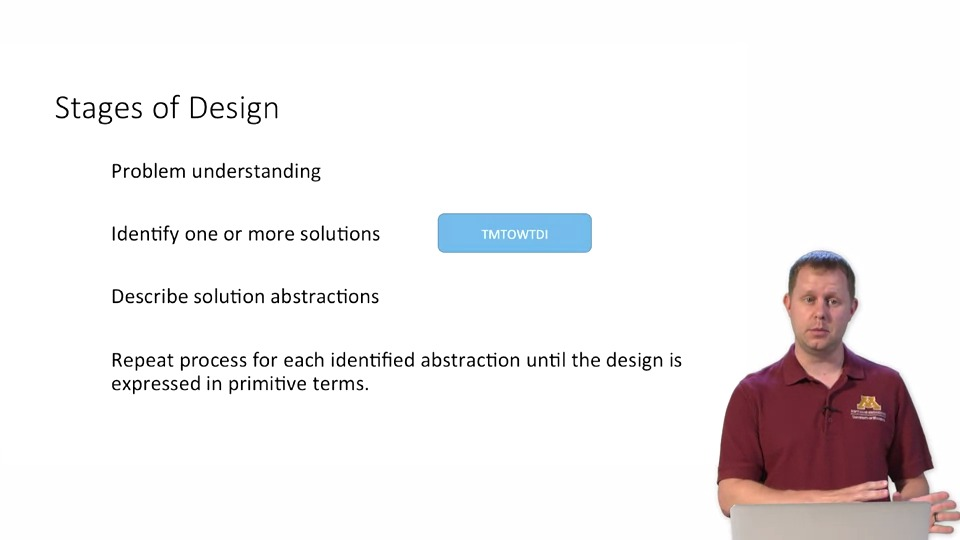 Stages of Design
Problem understanding
Identify one or more solutions
TMTOWTDI
Describe solution abstractions
Repeat process for each identified abstraction until the design is
expressed in primitive terms.